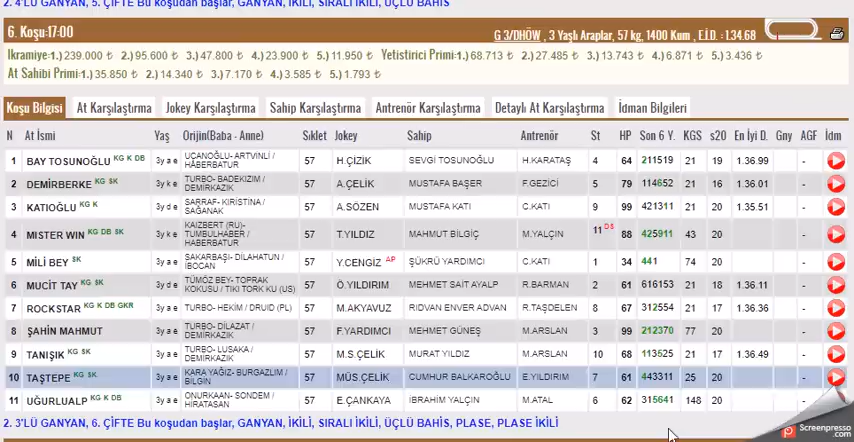 2. 4'LÜ GANYAN, 5. ÇİFTE Bu koşudan başlar, GANYAN, İKİLİ, SIRALI İKİLİ, ÜÇLÜ BAHİS
6. Koşu:17:00 G 3/DHÖW , 3 Yaşlı Araplar, 57 kg, 1400 Kum , E.İ.D. : 1.34.68
İkramiye:1.) 239.000 ₺ 2.) 95.600 ₺ 3.) 47.800 ₺ 4.) 23.900 ₺ 5.) 11.950 ₺ Yetistirici Primi:1.) 68.713 ₺ 2.) 27.485 ₺ 3.) 13.743 ₺ 4.) 6.871 ₺ 5.) 3.436 ₺
At Sahibi Primi:1.) 35.850 ₺ 2.) 14.340 ₺ 3.) 7.170 ₺ 4.) 3.585 ₺ 5.) 1.793 ₺
Koşu Bilgisi At Karşılaştırma Jokey Karşılaştırma Sahip Karşılaştırma Antrenör Karşılaştırma Detaylı At Karşılaştırma İdman Bilgileri
N At İsmi Yaş Orijin(Baba - Anne) Sıklet Jokey Sahip Antrenör St HP Son 6 Y. KGS s20 En İyi D. Gny AGF İdm
1 BAY TOSUNOĞLU KG K DB 3y a e UÇANOĞLU- ARTVİNLİ / HABERBATUR 57 H.ÇİZİK SEVGİ TOSUNOĞLU H.KARATAŞ 4 64 211519 21 19 1.36.99 -
2 DEMİRBERKE KG SK 3y d e TURBO- BADEKIZIM / DEMİRKAZIK 57 A.ÇELİK MUSTAFA BAŞER F.GEZİCİ 5 79 114652 21 16 1.36.01 -
3 KATIOĞLU KG K 3y d e SARRAF- KIRİSTİNA / SAĞANAK 57 A.SÖZEN MUSTAFA KATI C.KATI 9 99 421311 21 20 1.35.51 -
4 MISTER WIN KG DB SK 3y k e KAIZBERT (RU)- TUMBULHABER / HABERBATUR 57 T.YILDIZ MAHMUT BİLGİÇ M.YALÇIN 11 DS 88 425911 43 20 -
5 MİLİ BEY SK 3y a e SAKARBAŞI- DİLAHATUN / İBOCAN 57 Y.CENGİZ AP ŞÜKRÜ YARDIMCI C.KATI 1 34 441 74 20 -
6 MUCİT TAY KG SK 3y d e TÜMÖZ BEY- TOPRAK KOKUSU / TIKI TORK KU (US) 57 Ö.YILDIRIM MEHMET SAİT AYALP R.BARMAN 2 61 616153 21 18 1.36.11 -
7 ROCKSTAR KG K DB GKR 3y a e TURBO- HEKİM / DRUID (PL) 57 M.AKYAVUZ RIDVAN ENVER ADVAN R.TAŞDELEN 8 67 312554 21 17 1.36.36 -
8 ŞAHİN MAHMUT 3y a e TURBO- DİLAZAT / DEMİRKAZIK 57 F.YARDIMCI MEHMET GÜNEŞ M.ARSLAN 3 99 212370 77 20 -
9 TANIŞIK KG SK 3y a e TURBO- LUSAKA / DEMİRKAZIK 57 M.S.ÇELİK MURAT YILDIZ M.ARSLAN 10 68 113525 21 17 1.36.49 -
10 TAŞTEPE KG SK 3y a e KARA YAĞIZ- BURGAZLIM / BİLGİN 57 MÜS.ÇELİK CUMHUR BALKAROĞLU E.YILDIRIM 7 61 443311 25 20 -
11 UĞURLUALP KG K DB 3y a e ONURKAAN- SONDEM / HIRATASAN 57 E.ÇANKAYA İBRAHİM YALÇIN M.ATAL 6 62 315641 148 20 -
2. 3'LÜ GANYAN, 6. ÇİFTE Bu koşudan başlar, GANYAN, İKİLİ, SIRALI İKİLİ, ÜÇLÜ BAHİS, PLASE, PLASE İKİLİ
Screenpresso.com